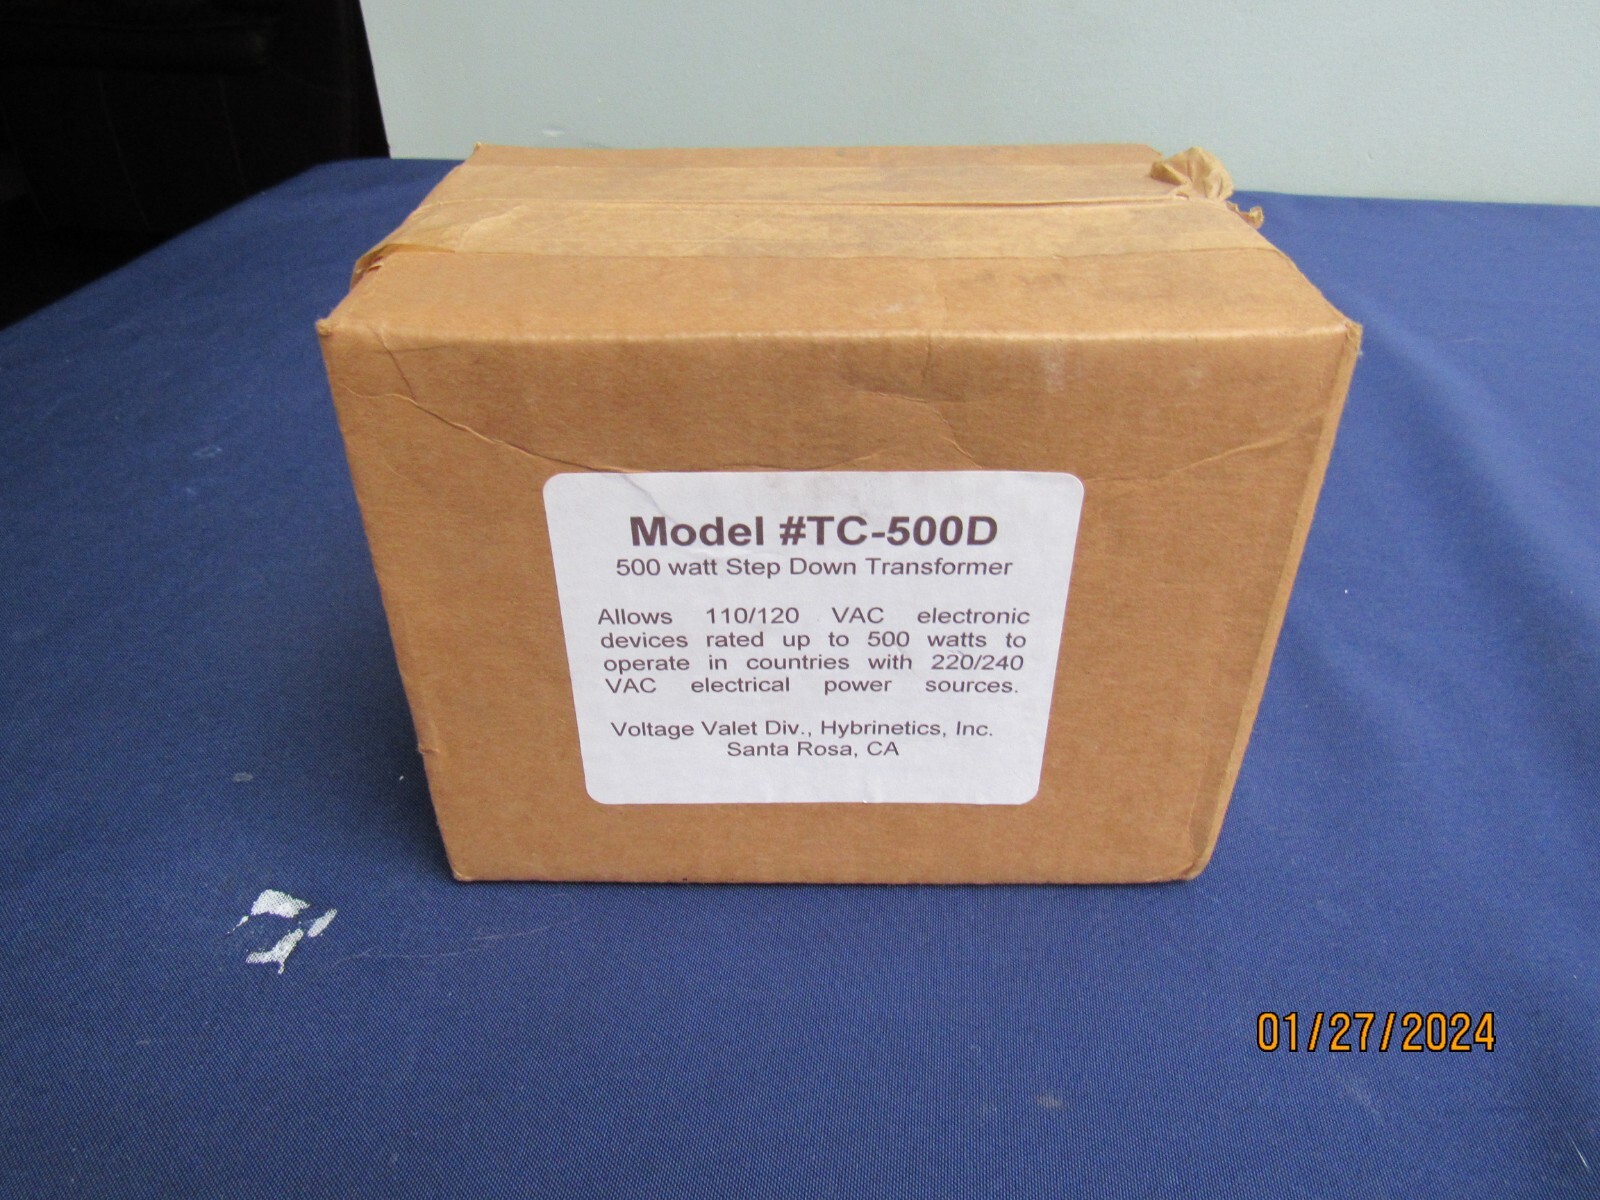 Model #TC-500D
500 watt Step Down Transformer
Allows 110/120 VAC electronic
devices rated up to 500 watts to
operate in countries with 220/240
VAC electrical power sources.
Voltage Valet Div., Hybrinetics, Inc.
Santa Rosa, CA
01/27/2024